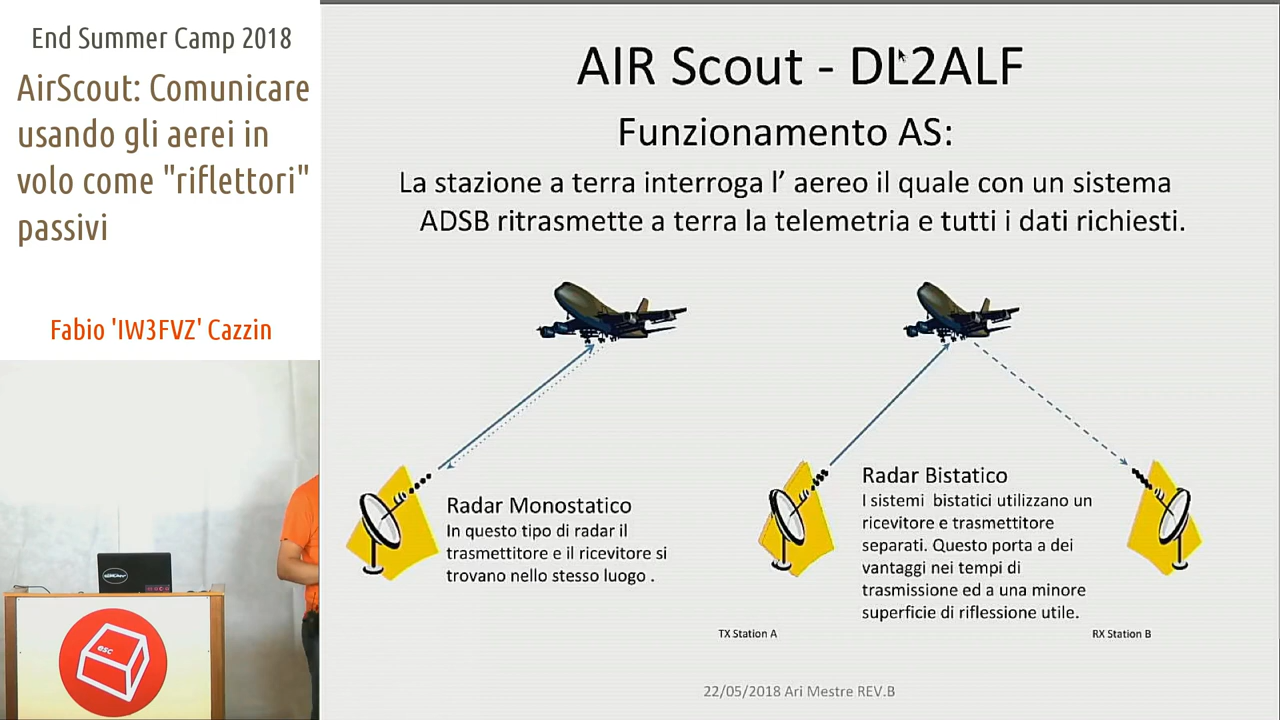 End Summer Camp 2018
AirScout: Comunicare
usando gli aerei in
volo come "riflettori"
passivi
Fabio 'IW3FVZ' Cazzin
esc
AIR Scout - DL2ALF
Funzionamento AS:
La stazione a terra interroga l' aereo il quale con un sistema
ADSB ritrasmette a terra la telemetria e tutti i dati richiesti.
Radar Monostatico
In questo tipo di radar il
trasmettitore e il ricevitore si
trovano nello stesso luogo .
Radar Bistatico
I sistemi  bistatici utilizzano un
ricevitore e trasmettitore
separati. Questo porta a dei
vantaggi nei tempi di
trasmissione ed a una minore
superficie di riflessione utile.
TX Station A
RX Station B
22/05/2018 Ari Mestre REV.B